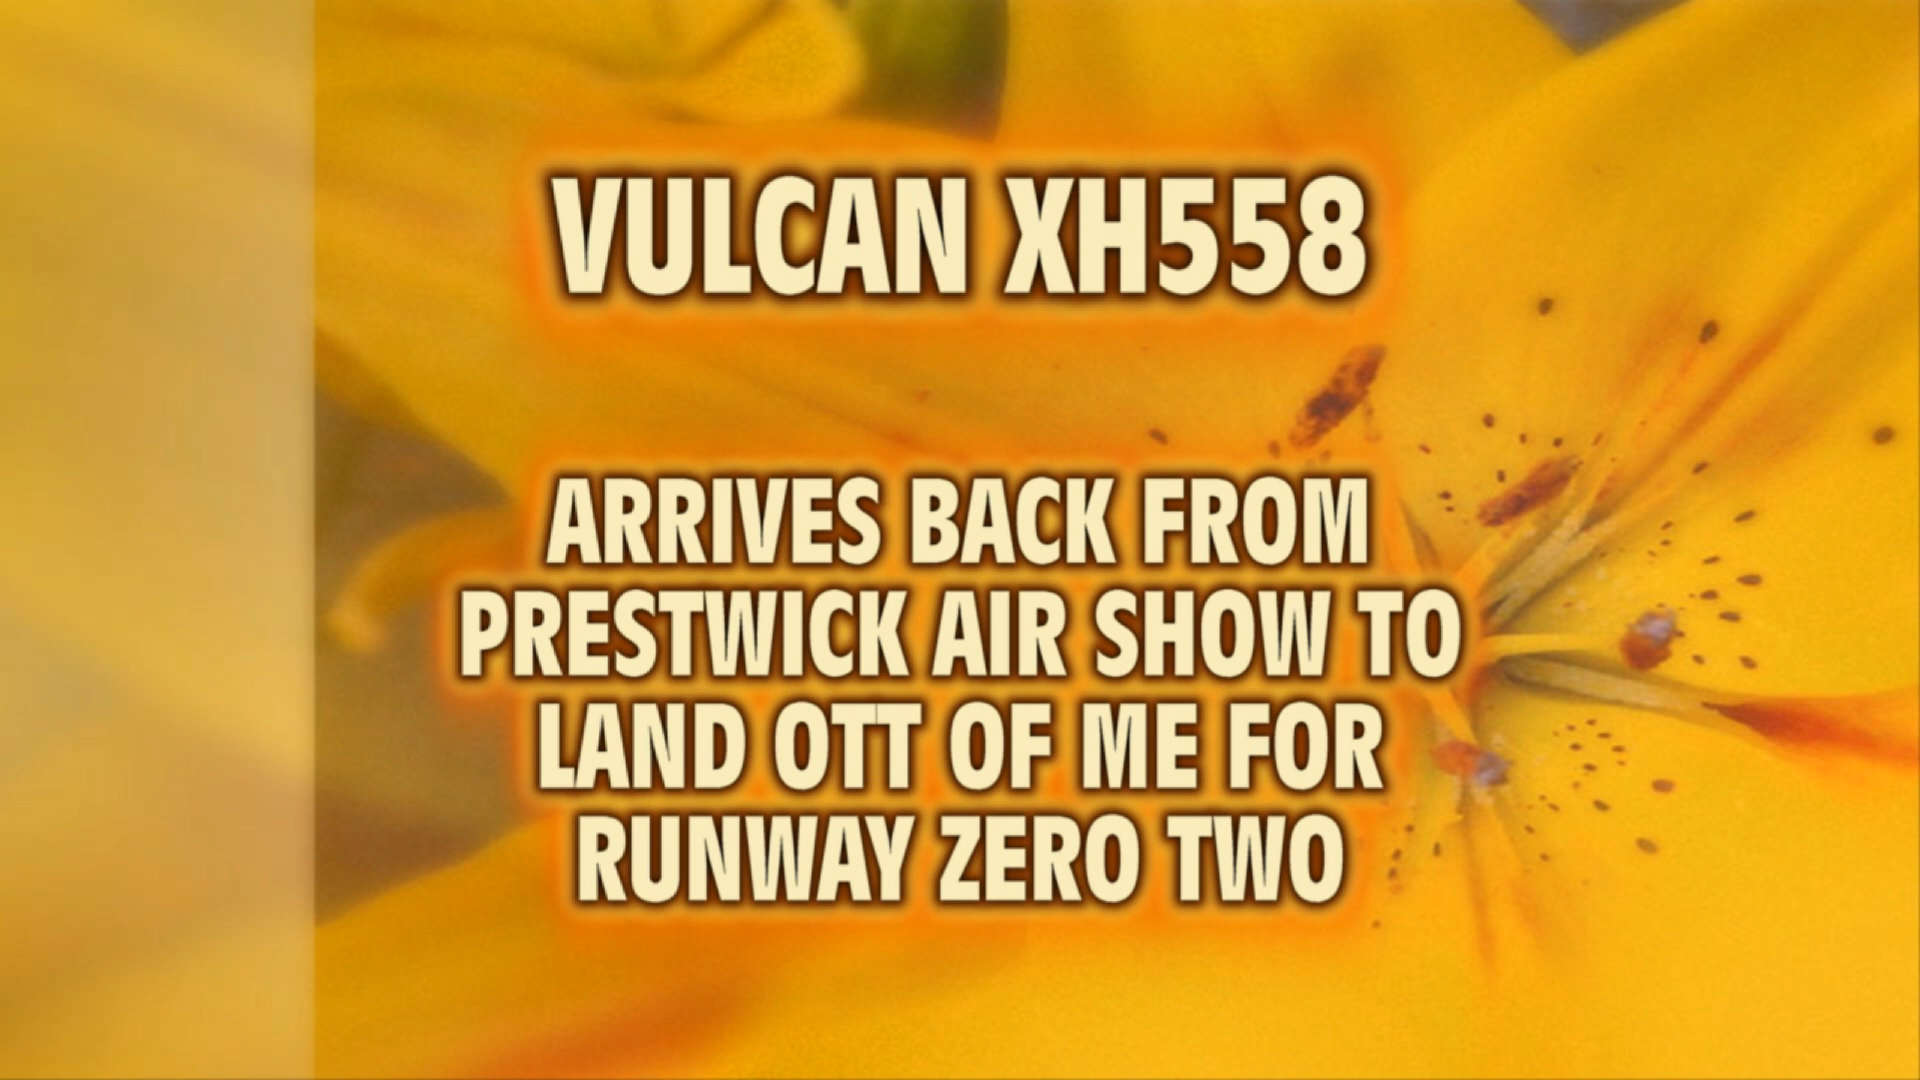 VULCAN XH558
ARRIVES BACK FROM
PRESTWICK AIR SHOW TO
LAND OTT OF ME FOR
RUNWAY ZERO TWO